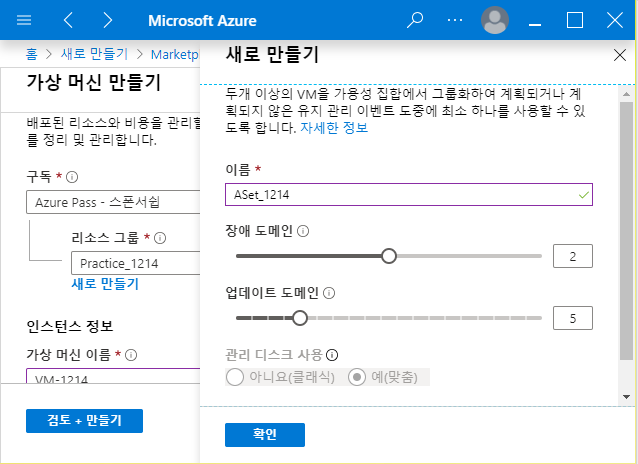 Microsoft Azure
홈 > 새로 만들기 > Marketpl
가상 머신 만들기
배포된 리소스와 비용을 관리할
를 정리 및 관리합니다.
구독 *
Azure Pass - 스폰서쉽
리소스 그룹 *
Practice_1214
새로 만들기
인스턴스 정보
가상 머신 이름 *
VM-1214
검토 + 만들기
새로 만들기
두개 이상의 VM을 가용성 집합에서 그룹화하여 계획되거나 계
획되지 않은 유지 관리 이벤트 도중에 최소 하나를 사용할 수 있
도록 합니다. 자세한 정보
이름 *
ASet_1214
장애 도메인
2
업데이트 도메인
5
관리 디스크 사용
아니요(클래식) 예(맞춤)
확인